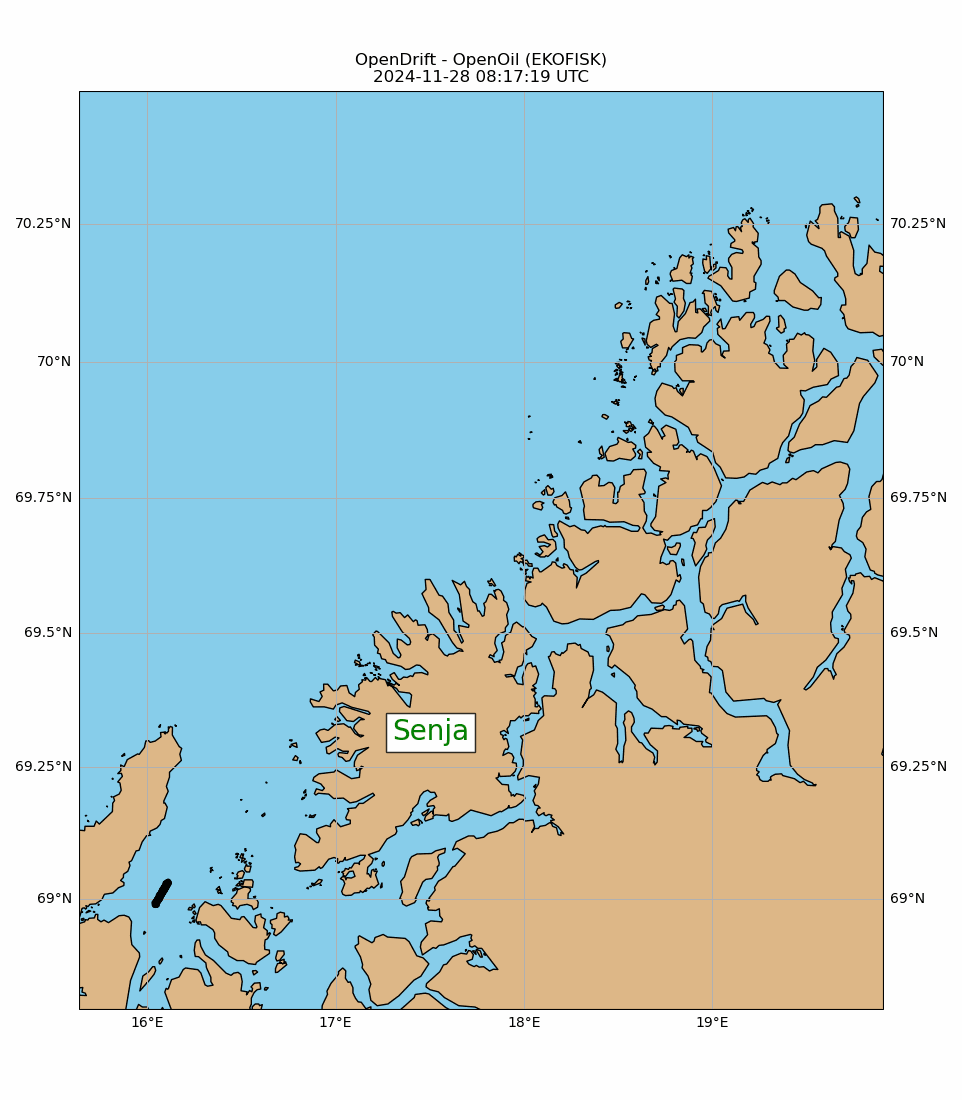 OpenDrift - OpenOil (EKOFISK)
2024-11-28 08:17:19 UTC
70.25°N 70.25°N
70°N 70°N
69.75°N 69.75°N
69.5°N 69.5°N
Senja
69.25°N 69.25°N
69°N 69°N
16°E 17°E 18°E 19°E